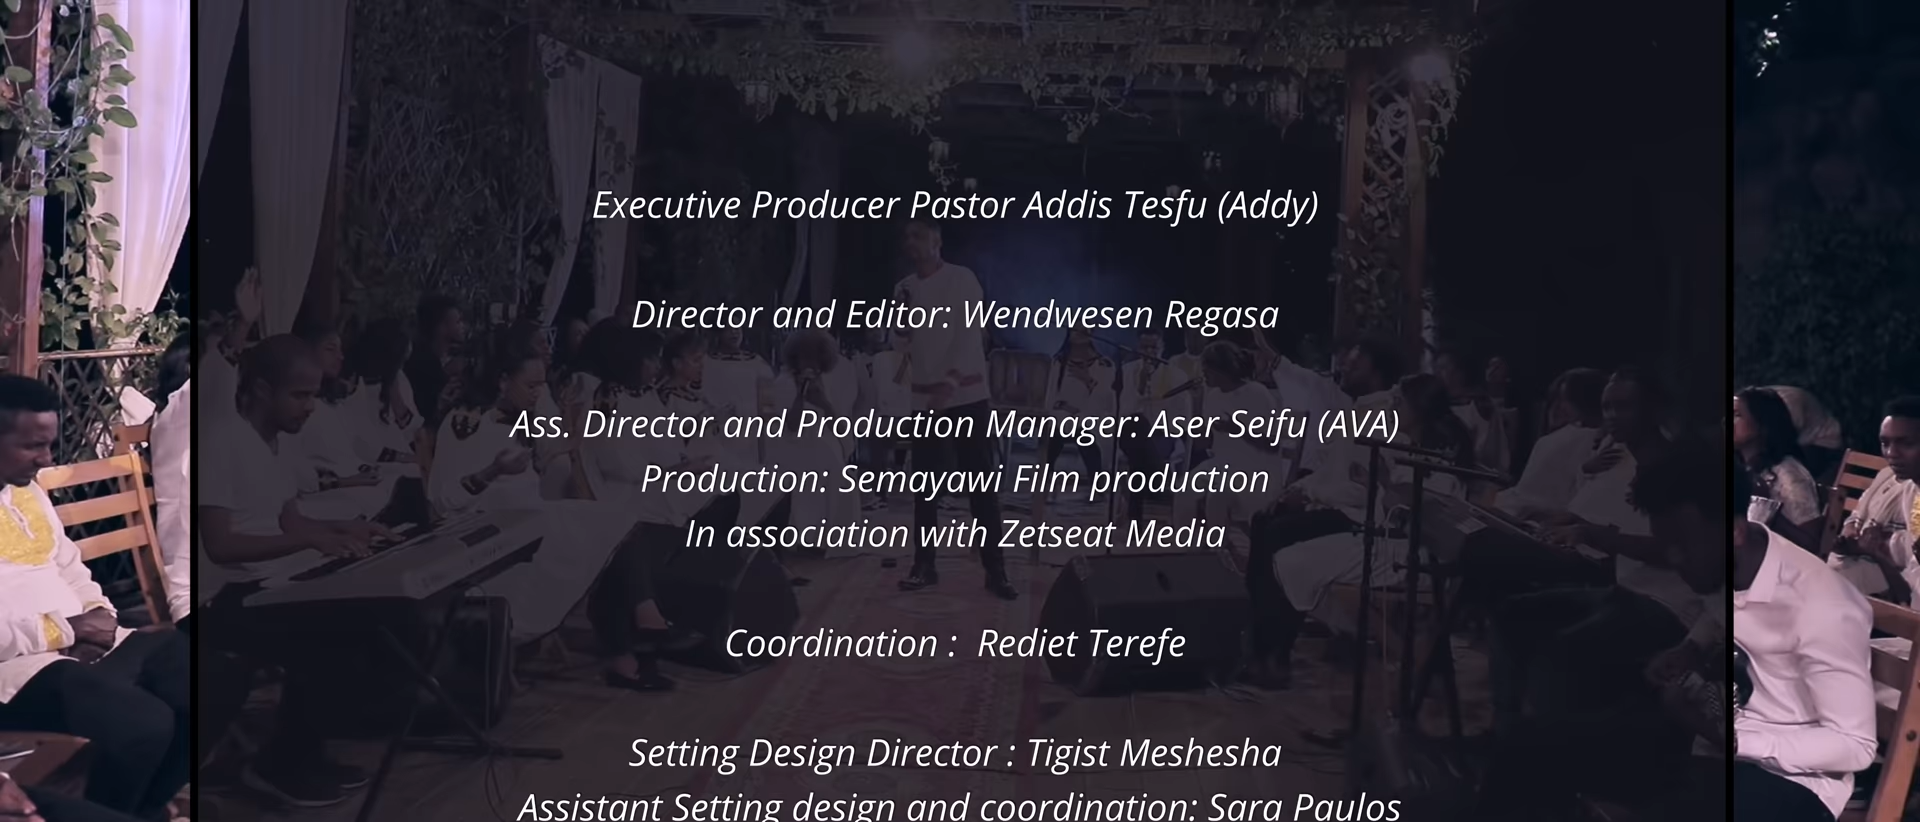 Executive Producer Pastor Addis Tesfu (Addy)
Director and Editor: Wendwesen Regasa
Ass. Director and Production Manager: Aser Seifu (AVA)
Production: Semayawi Film production
In association with Zetseat Media
Coordination :  Rediet Terefe
Setting Design Director : Tigist Meshesha
Assistant Setting design and coordination: Sara Paulos